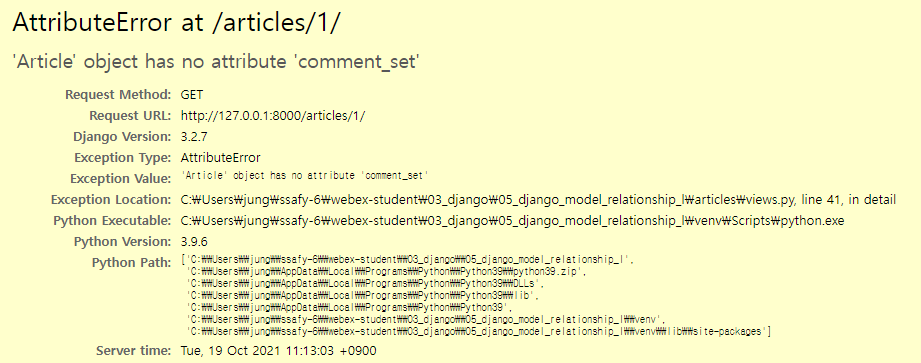 AttributeError at /articles/1/
'Article' object has no attribute 'comment_set'
Request Method: GET
Request URL: http://127.0.0.1:8000/articles/1/
Django Version: 3.2.7
Exception Type: AttributeError
Exception Value: 'Article' object has no attribute 'comment_set'
Exception Location: C:₩Users₩jung₩ssafy-6₩webex-student₩03_django₩05_django_model_relationship_I₩articles₩views.py, line 41, in detail
Python Executable: C:₩Users₩jung₩ssafy-6₩webex-student₩03_django₩05_django_model_relationship_I₩venv₩Scripts₩python.exe
Python Version: 3.9.6
Python Path: ['C:₩₩Users₩₩jung₩₩ssafy-6₩₩webex-student₩₩03_django₩₩05_django_model_relationship_I',
'C:₩₩Users₩₩jung₩₩AppData₩₩Local₩₩Programs₩₩Python₩₩Python39₩₩python39.zip',
'C:₩₩Users₩₩jung₩₩AppData₩₩Local₩₩Programs₩₩Python₩₩Python39₩₩DLLs',
'C:₩₩Users₩₩jung₩₩AppData₩₩Local₩₩Programs₩₩Python₩₩Python39₩₩lib',
'C:₩₩Users₩₩jung₩₩AppData₩₩Local₩₩Programs₩₩Python₩₩Python39',
'C:₩₩Users₩₩jung₩₩ssafy-6₩₩webex-student₩₩03_django₩₩05_django_model_relationship_I₩₩venv',
'C:₩₩Users₩₩jung₩₩ssafy-6₩₩webex-student₩₩03_django₩₩05_django_model_relationship_I₩₩venv₩₩lib₩₩site-packages']
Server time: Tue, 19 Oct 2021 11:13:03 +0900